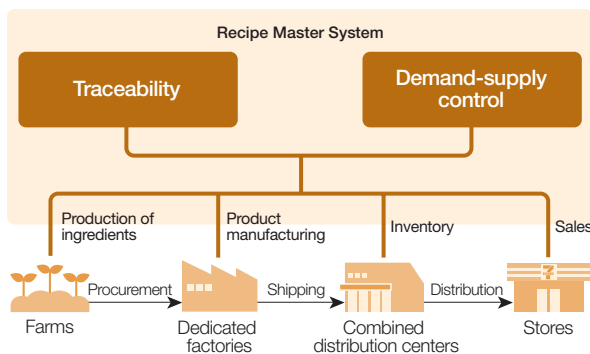 Recipe Master System
Traceability
Demand-supply
control
Production of
ingredients
Product
manufacturing
Inventory
Sales
Procurement
Shipping
Distribution
7
Farms
Dedicated
factories
Combined
distribution centers
Stores